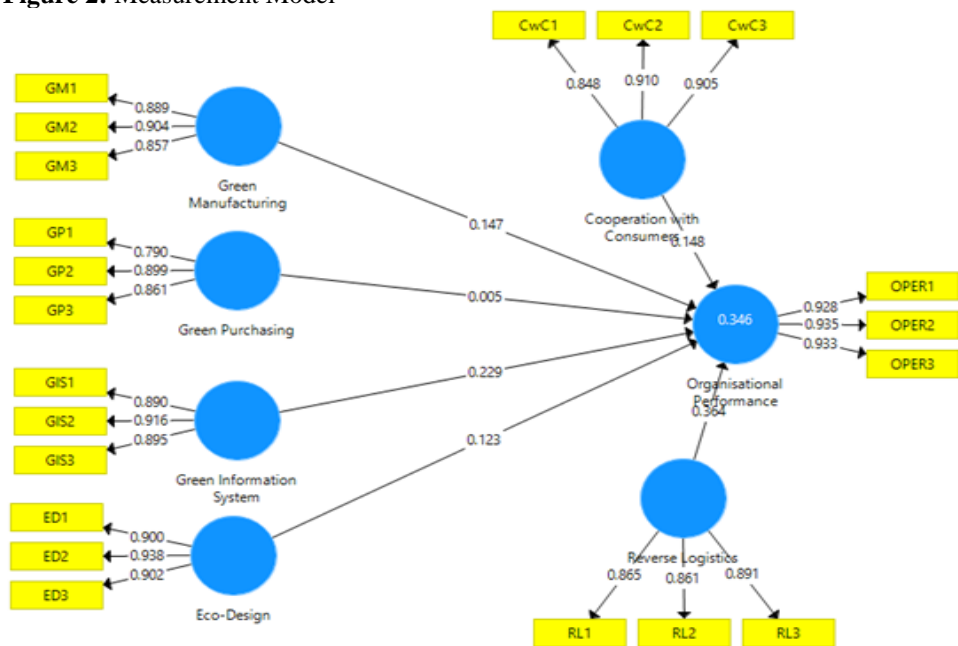 Figure 2: Measurement Model
CwC1
CwC2
CwC3
0.848
0.910
0.905
Cooperation with
Consumers
0.148
GM1
GM2
GM3
0.889
0.904
0.857
Green
Manufacturing
0.147
GP1
GP2
GP3
0.790
0.899
0.861
Green Purchasing
0.005
GIS1
GIS2
GIS3
0.890
0.916
0.895
Green Information
System
0.229
ED1
ED2
ED3
0.900
0.938
0.902
Eco-Design
0.123
0.346
Organisational
Performance
0.364
0.928
0.935
0.933
OPER1
OPER2
OPER3
Reverse Logistics
0.865
0.861
0.891
RL1
RL2
RL3